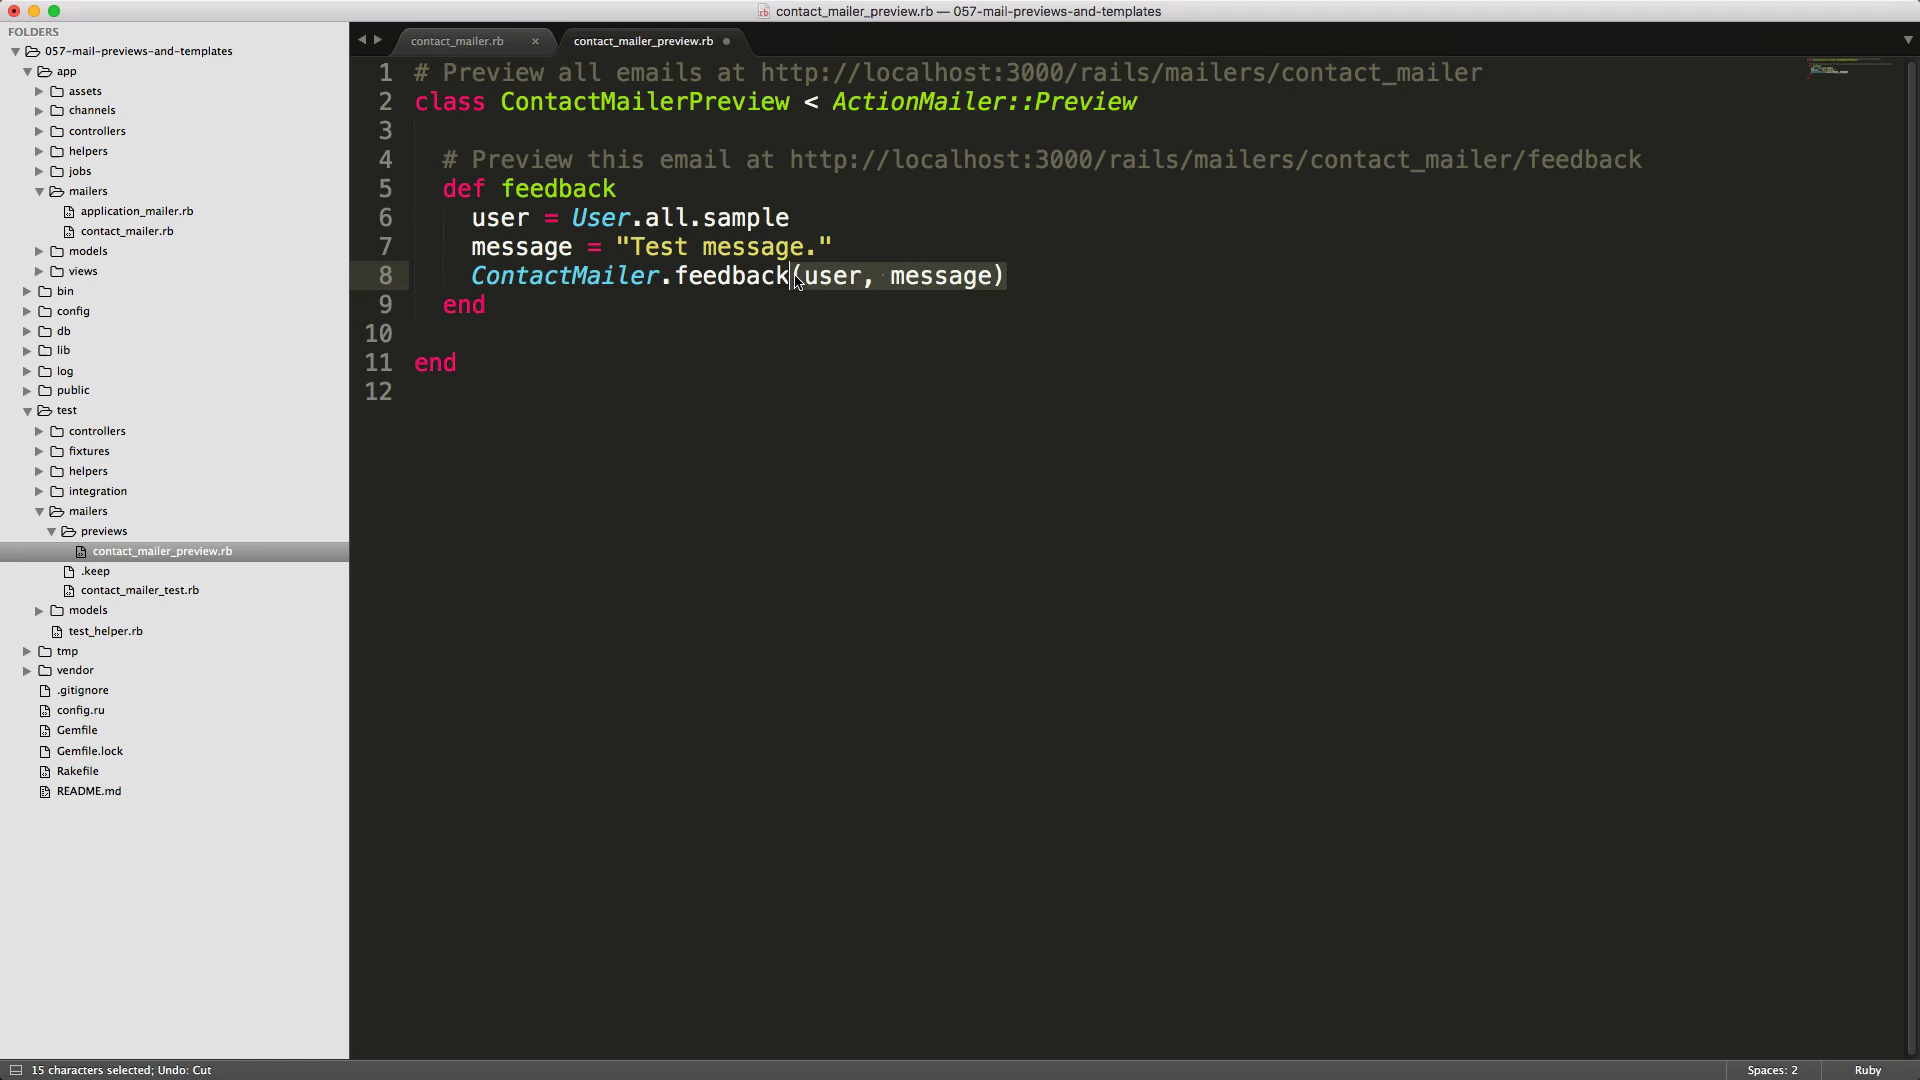 contact_mailer_preview.rb — 057-mail-previews-and-templates
FOLDERS
057-mail-previews-and-templates
app
assets
channels
controllers
helpers
jobs
mailers
application_mailer.rb
contact_mailer.rb
models
views
bin
config
db
lib
log
public
test
controllers
fixtures
helpers
integration
mailers
previews
contact_mailer_preview.rb
.keep
contact_mailer_test.rb
models
test_helper.rb
tmp
vendor
.gitignore
config.ru
Gemfile
Gemfile.lock
Rakefile
README.md
contact_mailer.rb × contact_mailer_preview.rb
1 # Preview all emails at http://localhost:3000/rails/mailers/contact_mailer
2 class ContactMailerPreview < ActionMailer::Preview
3
4 # Preview this email at http://localhost:3000/rails/mailers/contact_mailer/feedback
5 def feedback
6 user = User.all.sample
7 message = "Test message."
8 ContactMailer.feedback(user, message)
9 end
10
11 end
12
15 characters selected; Undo: Cut
Spaces: 2
Ruby